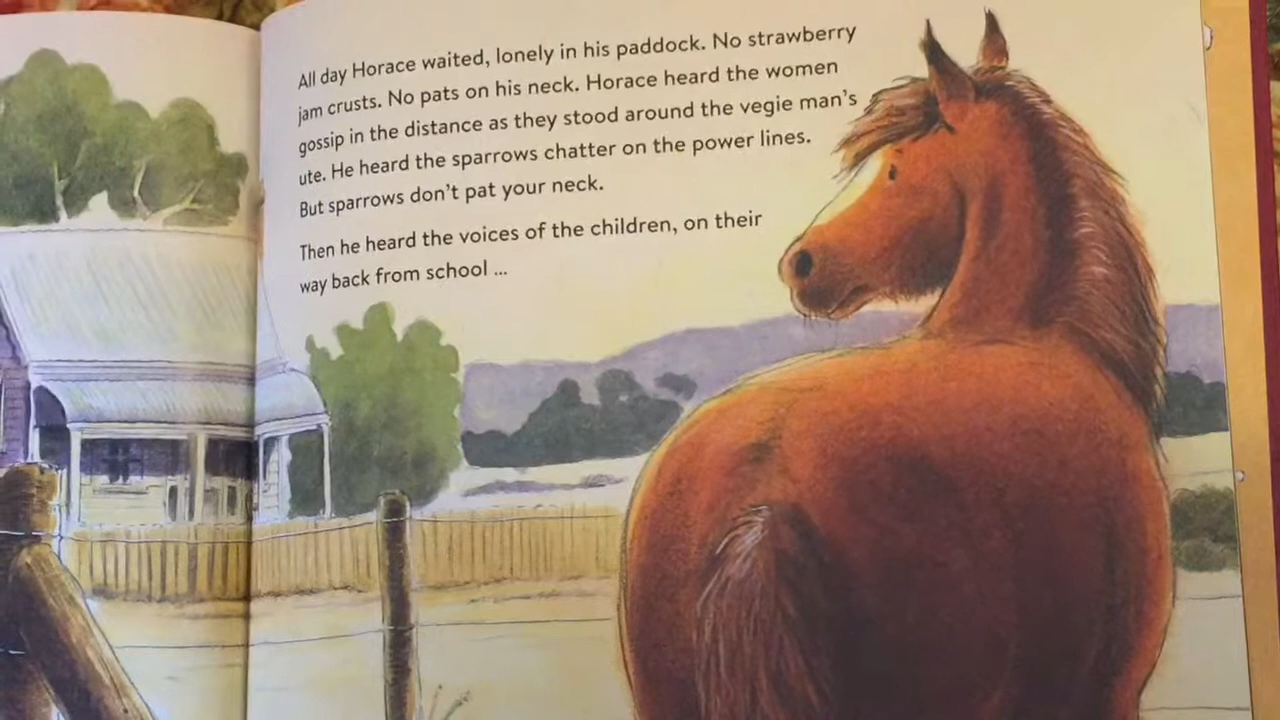 All day Horace waited, lonely in his paddock. No strawberry
jam crusts. No pats on his neck. Horace heard the women
gossip in the distance as they stood around the vegie man's
ute. He heard the sparrows chatter on the power lines.
But sparrows don't pat your neck.
Then he heard the voices of the children, on their
way back from school ...